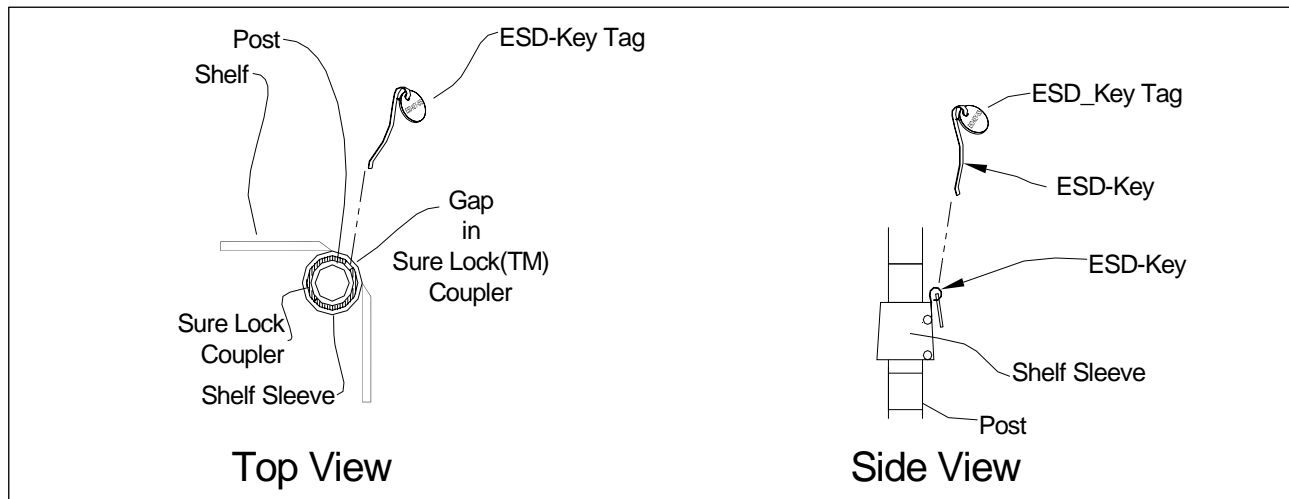 Post
Shelf
ESD-Key Tag
Gap
in
Sure Lock(TM)
Coupler
Sure Lock
Coupler
Shelf Sleeve
Top View
ESD_Key Tag
ESD-Key
ESD-Key
Shelf Sleeve
Post
Side View